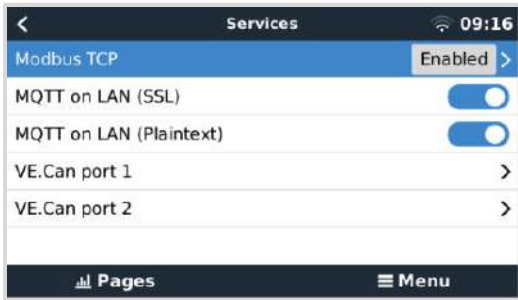 Services 09:16
Modbus TCP Enabled
MQTT on LAN (SSL)
MQTT on LAN (Plaintext)
VE.Can port 1
VE.Can port 2
Pages Menu